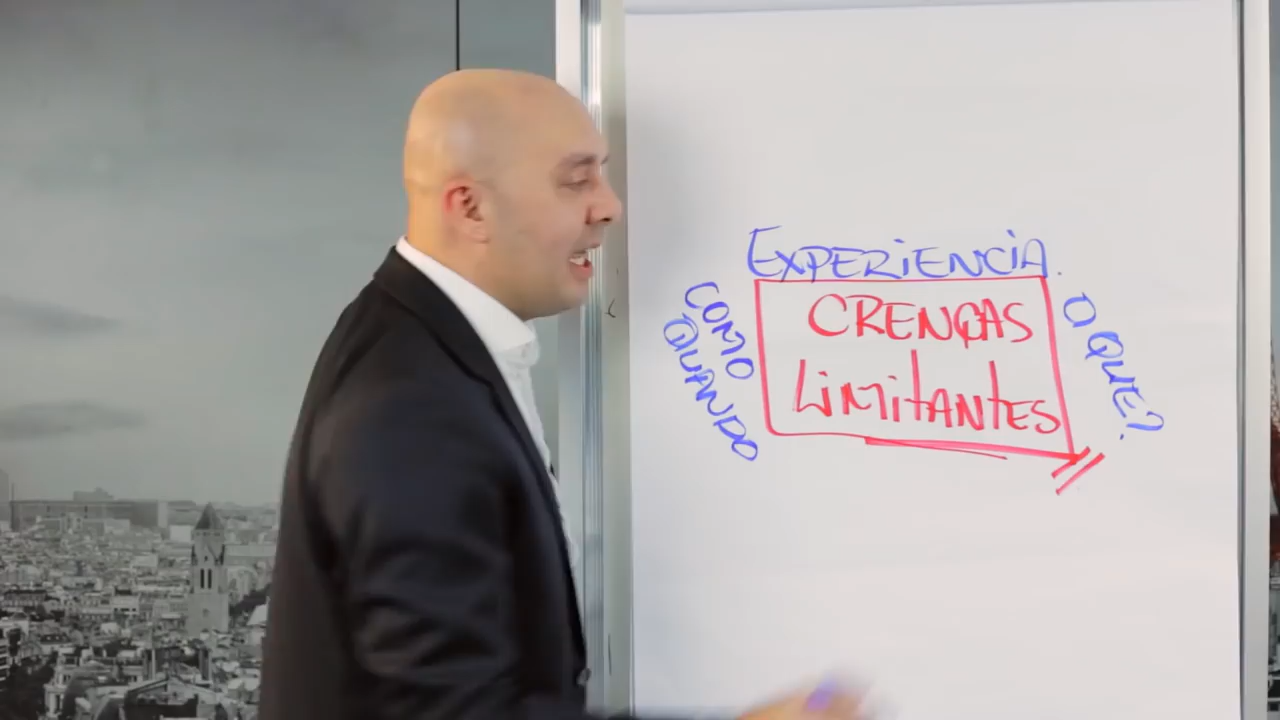 EXPERiENCiA.
CRENÇAS
LiMitANTES
COMO
QUANDO
O QUE?